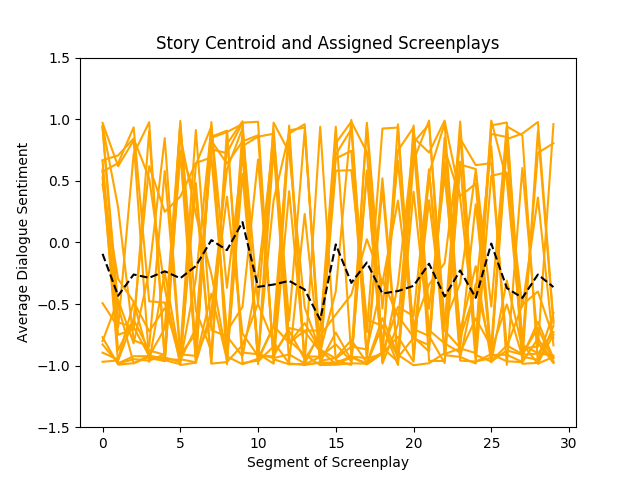 Story Centroid and Assigned Screenplays
Average Dialogue Sentiment
1.5
1.0
0.5
0.0
−0.5
−1.0
−1.5
0 5 10 15 20 25 30
Segment of Screenplay